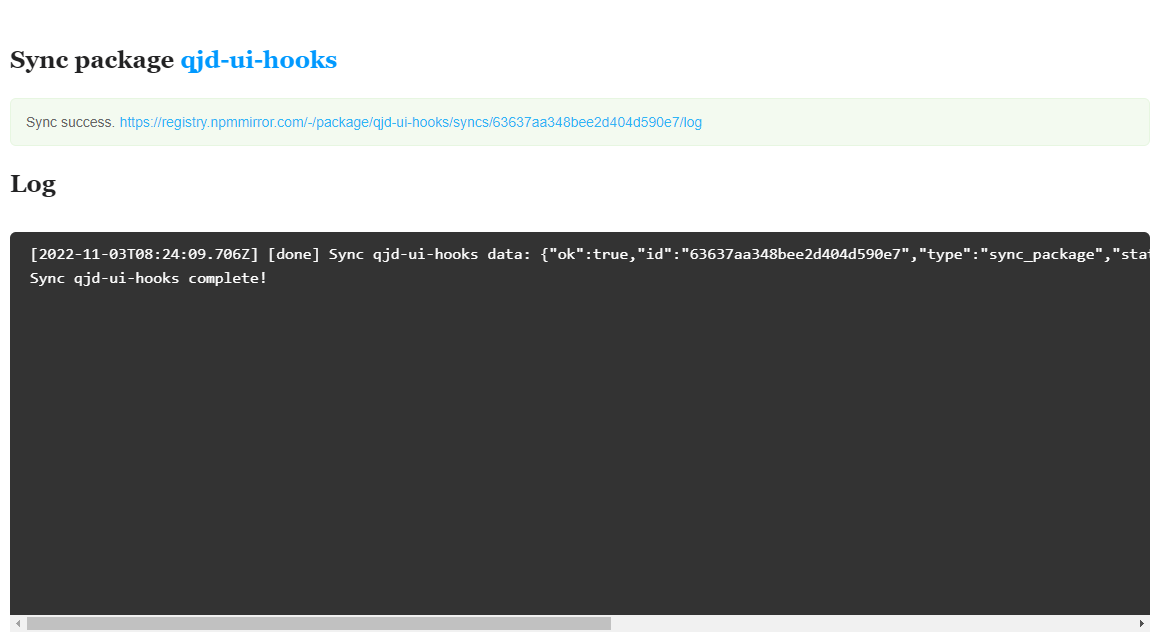 Sync package qjd-ui-hooks
Sync success. https://registry.npmmirror.com/-/package/qjd-ui-hooks/syncs/63637aa348bee2d404d590e7/log
Log
[2022-11-03T08:24:09.706Z] [done] Sync qjd-ui-hooks data: {"ok":true,"id":"63637aa348bee2d404d590e7","type":"sync_package","stat
Sync qjd-ui-hooks complete!